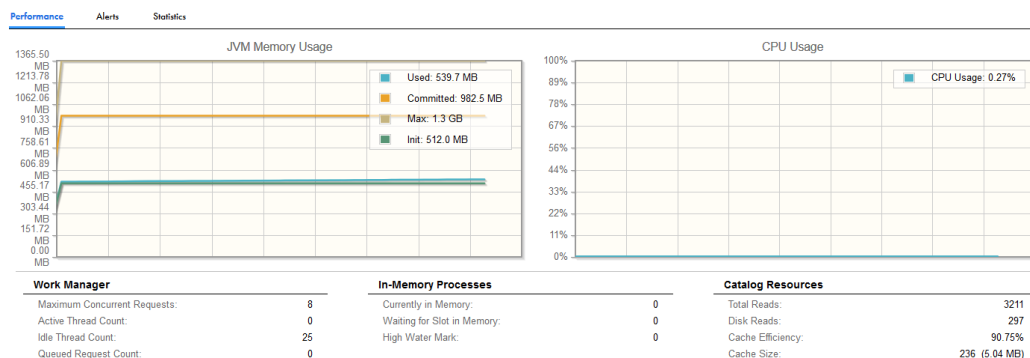 Performance Alerts Statistics
JVM Memory Usage
1365.50
MB
1213.78
MB
1062.06
MB
910.33
MB
758.61
MB
606.89
MB
455.17
MB
303.44
MB
151.72
MB
0.00
MB
Used: 539.7 MB
Committed: 982.5 MB
Max: 1.3 GB
Init: 512.0 MB
CPU Usage
100%
89%
78%
67%
56%
44%
33%
22%
11%
0%
CPU Usage: 0.27%
Work Manager
Maximum Concurrent Requests: 8
Active Thread Count: 0
Idle Thread Count: 25
Queued Request Count: 0
In-Memory Processes
Currently in Memory: 0
Waiting for Slot in Memory: 0
High Water Mark: 0
Catalog Resources
Total Reads: 3211
Disk Reads: 297
Cache Efficiency: 90.75%
Cache Size: 236 (5.04 MB)